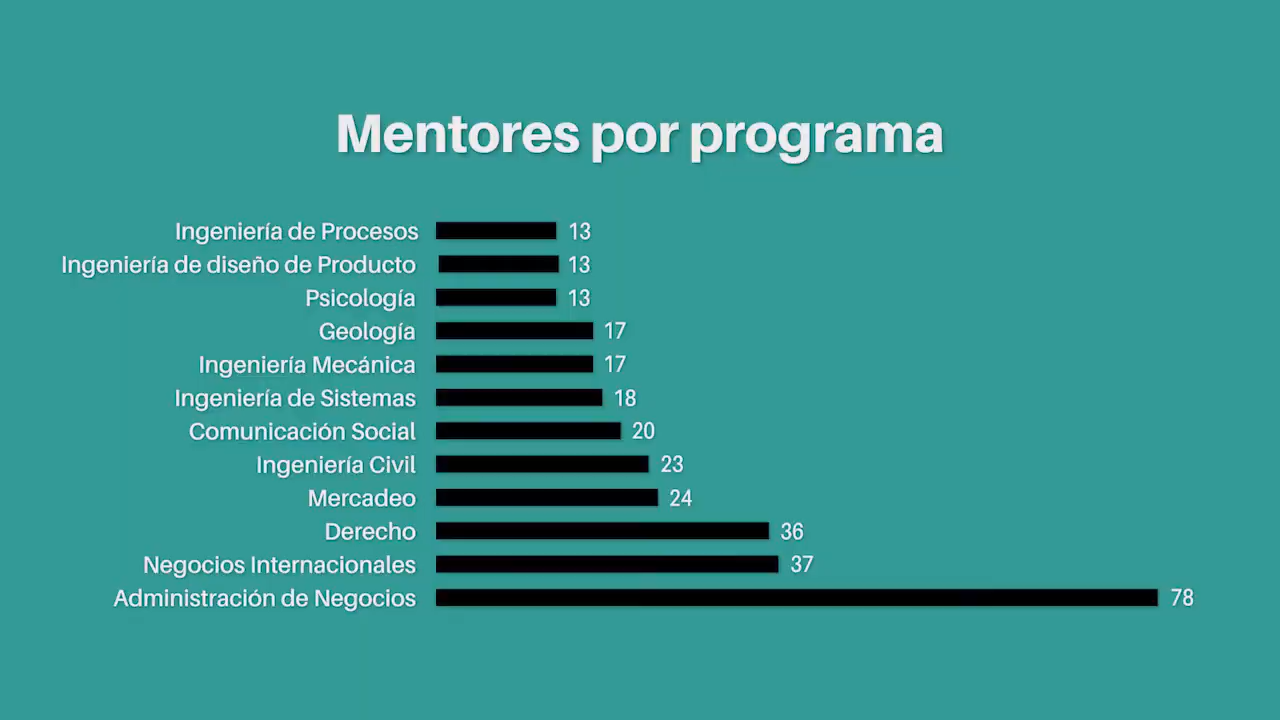 Mentores por programa
Ingeniería de Procesos 13
Ingeniería de diseño de Producto 13
Psicología 13
Geología 17
Ingeniería Mecánica 17
Ingeniería de Sistemas 18
Comunicación Social 20
Ingeniería Civil 23
Mercadeo 24
Derecho 36
Negocios Internacionales 37
Administración de Negocios 78